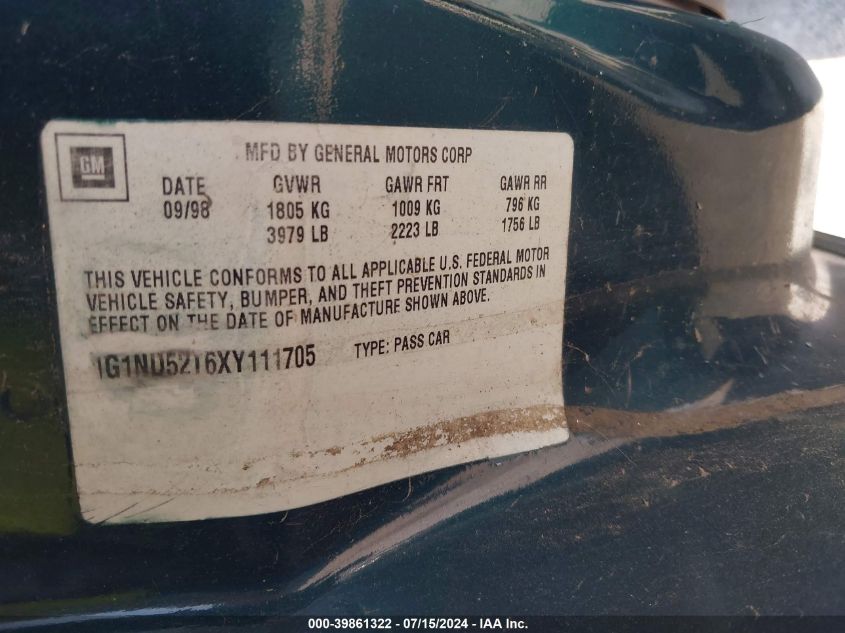 GM
MFD BY GENERAL MOTORS CORP
DATE GVWR GAWR FRT GAWR RR
09/98 1805 KG 1009 KG 796 KG
3979 LB 2223 LB 1756 LB
THIS VEHICLE CONFORMS TO ALL APPLICABLE U.S. FEDERAL MOTOR
VEHICLE SAFETY, BUMPER, AND THEFT PREVENTION STANDARDS IN
EFFECT ON THE DATE OF MANUFACTURE SHOWN ABOVE.
1G1ND52T6XY111705 TYPE: PASS CAR
000-39861322 - 07/15/2024 - IAA Inc.